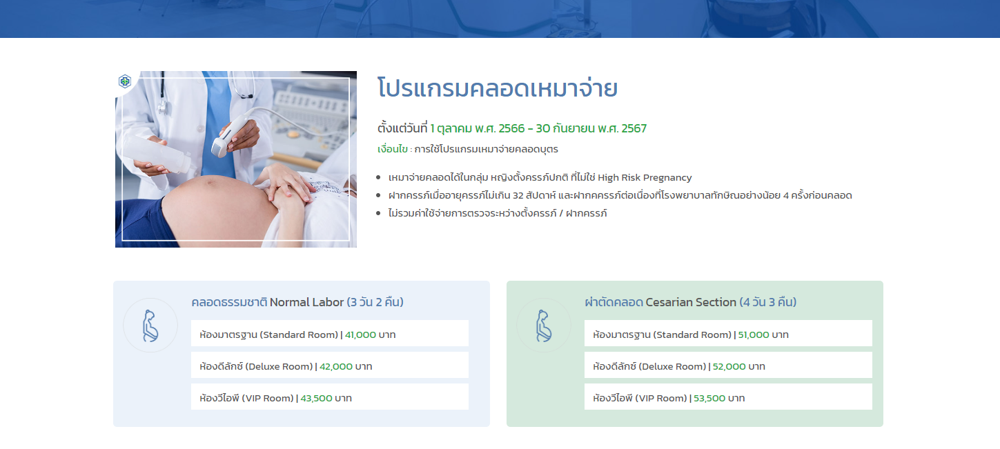 โปรแกรมคลอดเหมาจ่าย
ตั้งแต่วันที่ 1 ตุลาคม พ.ศ. 2566 - 30 กันยายน พ.ศ. 2567
เงื่อนไข : การใช้โปรแกรมเหมาจ่ายคลอดบุตร
เหมาจ่ายคลอดได้ในกลุ่ม หญิงตั้งครรภ์ปกติ ที่ไม่ใช่ High Risk Pregnancy
ฝากครรภ์เมื่ออายุครรภ์ไม่เกิน 32 สัปดาห์ และฝากคครรภ์ต่อเนื่องที่โรงพยาบาลทักษิณอย่างน้อย 4 ครั้งก่อนคลอด
ไม่รวมค่าใช้จ่ายการตรวจระหว่างตั้งครรภ์ / ฝากครรภ์
คลอดธรรมชาติ Normal Labor (3 วัน 2 คืน)
ห้องมาตรฐาน (Standard Room) | 41,000 บาท
ห้องดีลักซ์ (Deluxe Room) | 42,000 บาท
ห้องวีไอพี (VIP Room) | 43,500 บาท
ผ่าตัดคลอด Cesarian Section (4 วัน 3 คืน)
ห้องมาตรฐาน (Standard Room) | 51,000 บาท
ห้องดีลักซ์ (Deluxe Room) | 52,000 บาท
ห้องวีไอพี (VIP Room) | 53,500 บาท